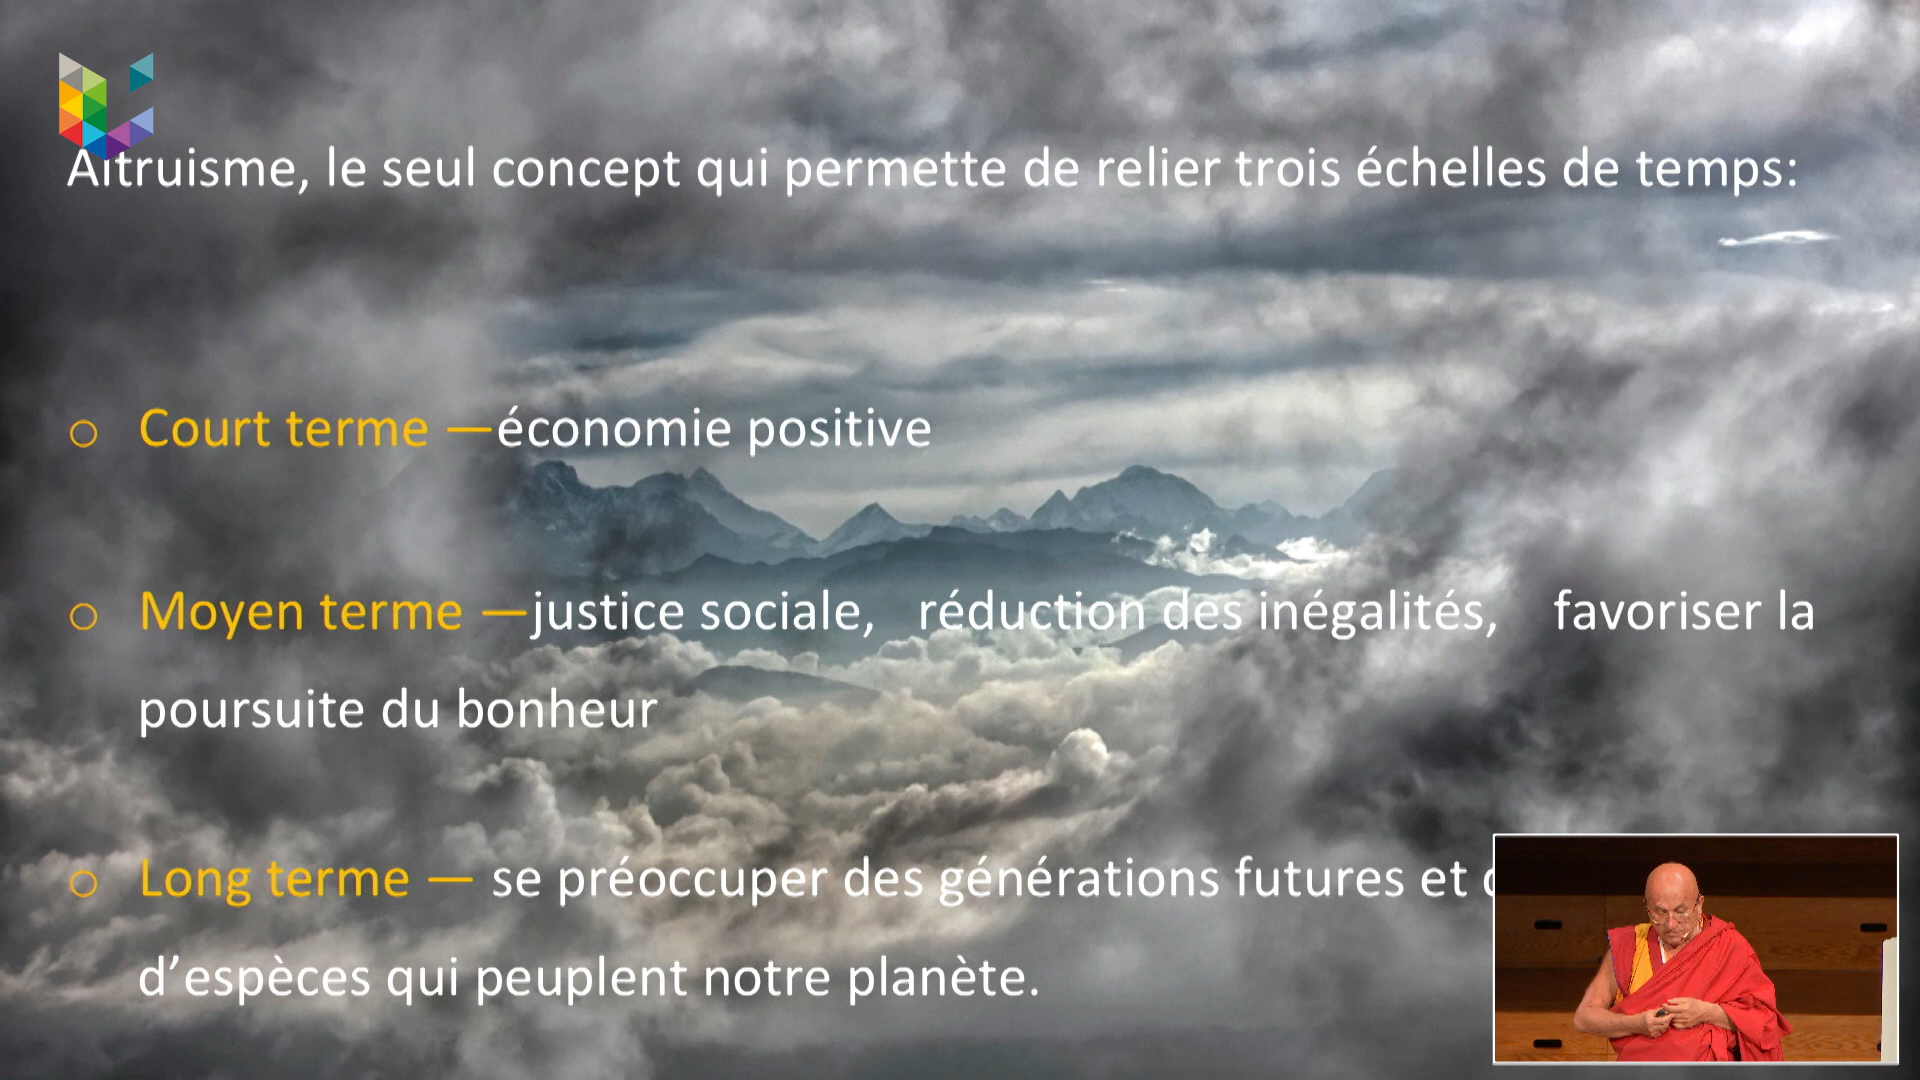 Altruisme, le seul concept qui permette de relier trois échelles de temps:
o Court terme —économie positive
o Moyen terme —justice sociale, réduction des inégalités, favoriser la
poursuite du bonheur
o Long terme — se préoccuper des générations futures et
d’espèces qui peuplent notre planète.